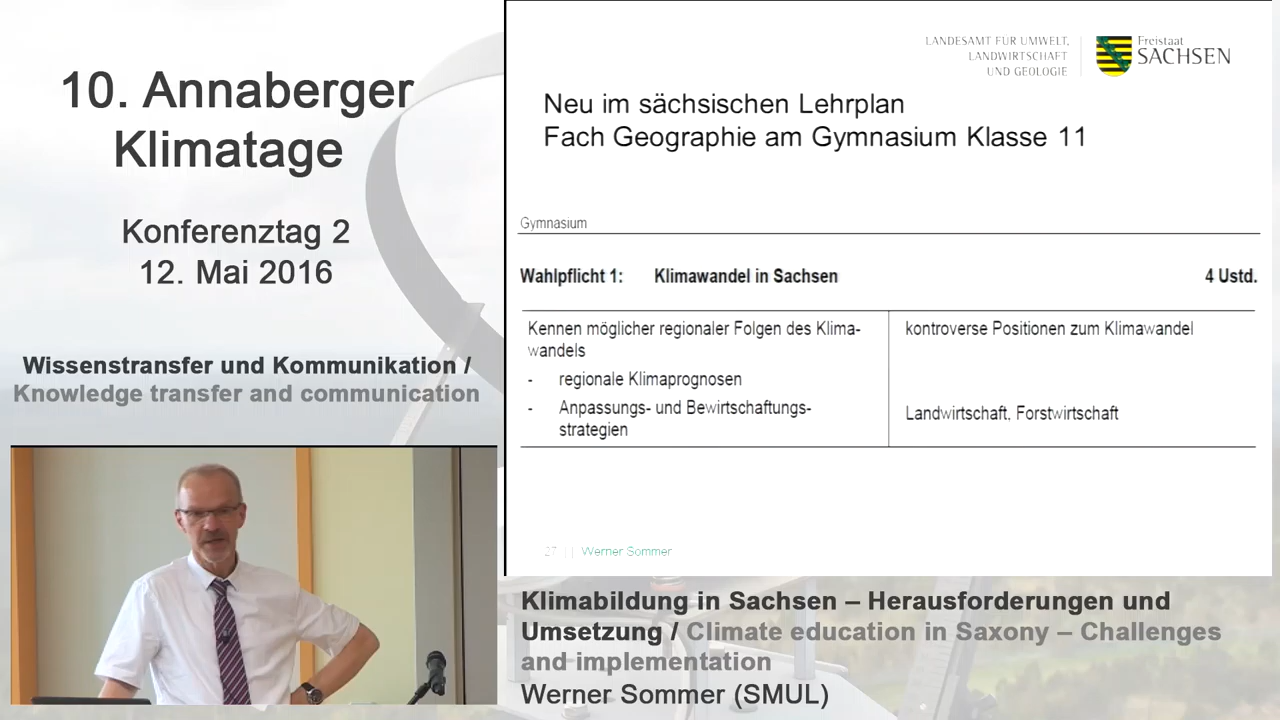 10. Annaberger
Klimatage
Konferenztag 2
12. Mai 2016
Wissenstransfer und Kommunikation /
Knowledge transfer and communication
LANDESAMT FÜR UMWELT,
LANDWIRTSCHAFT
UND GEOLOGIE
Freistaat
SACHSEN
Neu im sächsischen Lehrplan
Fach Geographie am Gymnasium Klasse 11
Gymnasium
Wahlpflicht 1: Klimawandel in Sachsen 4 Ustd.
Kennen möglicher regionaler Folgen des Klima-
wandels
- regionale Klimaprognosen
- Anpassungs- und Bewirtschaftungs-
strategien
kontroverse Positionen zum Klimawandel
Landwirtschaft, Forstwirtschaft
27 || Werner Sommer
Klimabildung in Sachsen – Herausforderungen und
Umsetzung / Climate education in Saxony – Challenges
and implementation
Werner Sommer (SMUL)